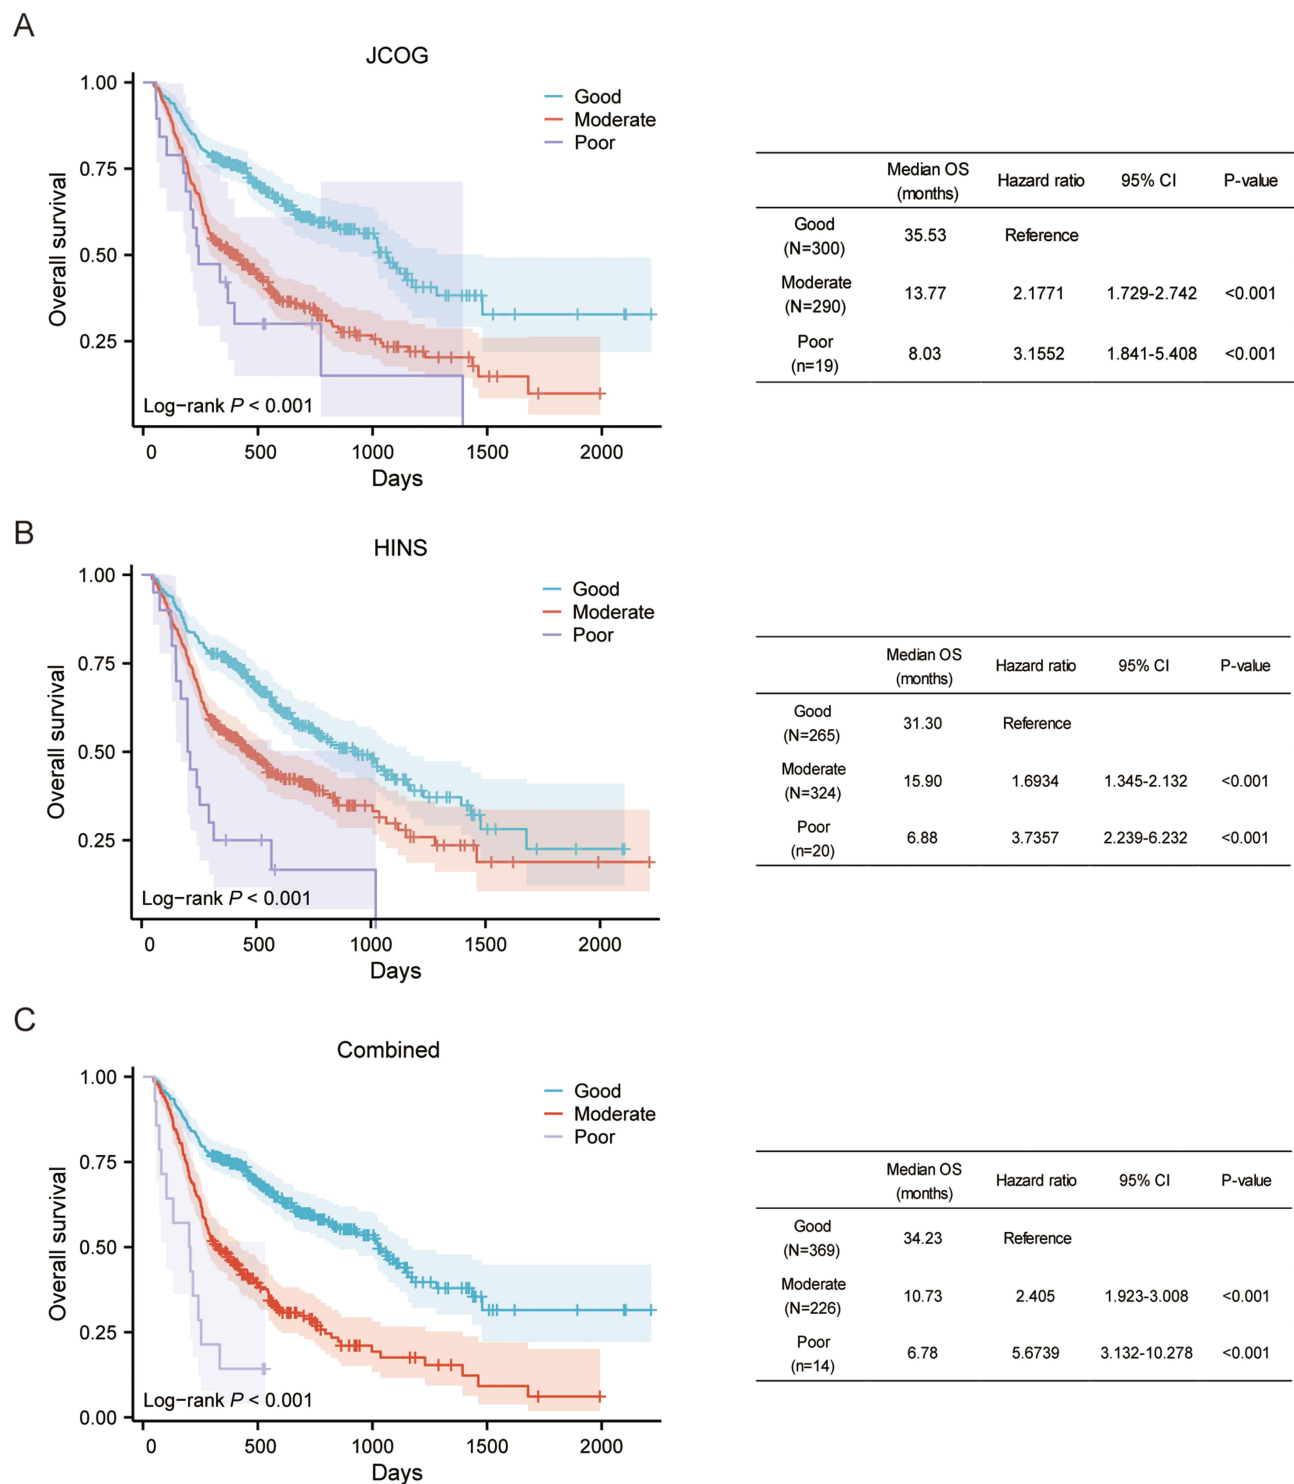 A
JCOG
1.00
0.75
0.50
0.25
Overall survival
Good
Moderate
Poor
Log-rank P < 0.001
0 500 1000 1500 2000
Days
Median OS (months) Hazard ratio 95% CI P-value
Good (N=300) 35.53 Reference
Moderate (N=290) 13.77 2.1771 1.729-2.742 <0.001
Poor (n=19) 8.03 3.1552 1.841-5.408 <0.001
B
HINS
1.00
0.75
0.50
0.25
Overall survival
Good
Moderate
Poor
Log-rank P < 0.001
0 500 1000 1500 2000
Days
Median OS (months) Hazard ratio 95% CI P-value
Good (N=265) 31.30 Reference
Moderate (N=324) 15.90 1.6934 1.345-2.132 <0.001
Poor (n=20) 6.88 3.7357 2.239-6.232 <0.001
C
Combined
1.00
0.75
0.50
0.25
0.00
Overall survival
Good
Moderate
Poor
Log-rank P < 0.001
0 500 1000 1500 2000
Days
Median OS (months) Hazard ratio 95% CI P-value
Good (N=369) 34.23 Reference
Moderate (N=226) 10.73 2.405 1.923-3.008 <0.001
Poor (n=14) 6.78 5.6739 3.132-10.278 <0.001